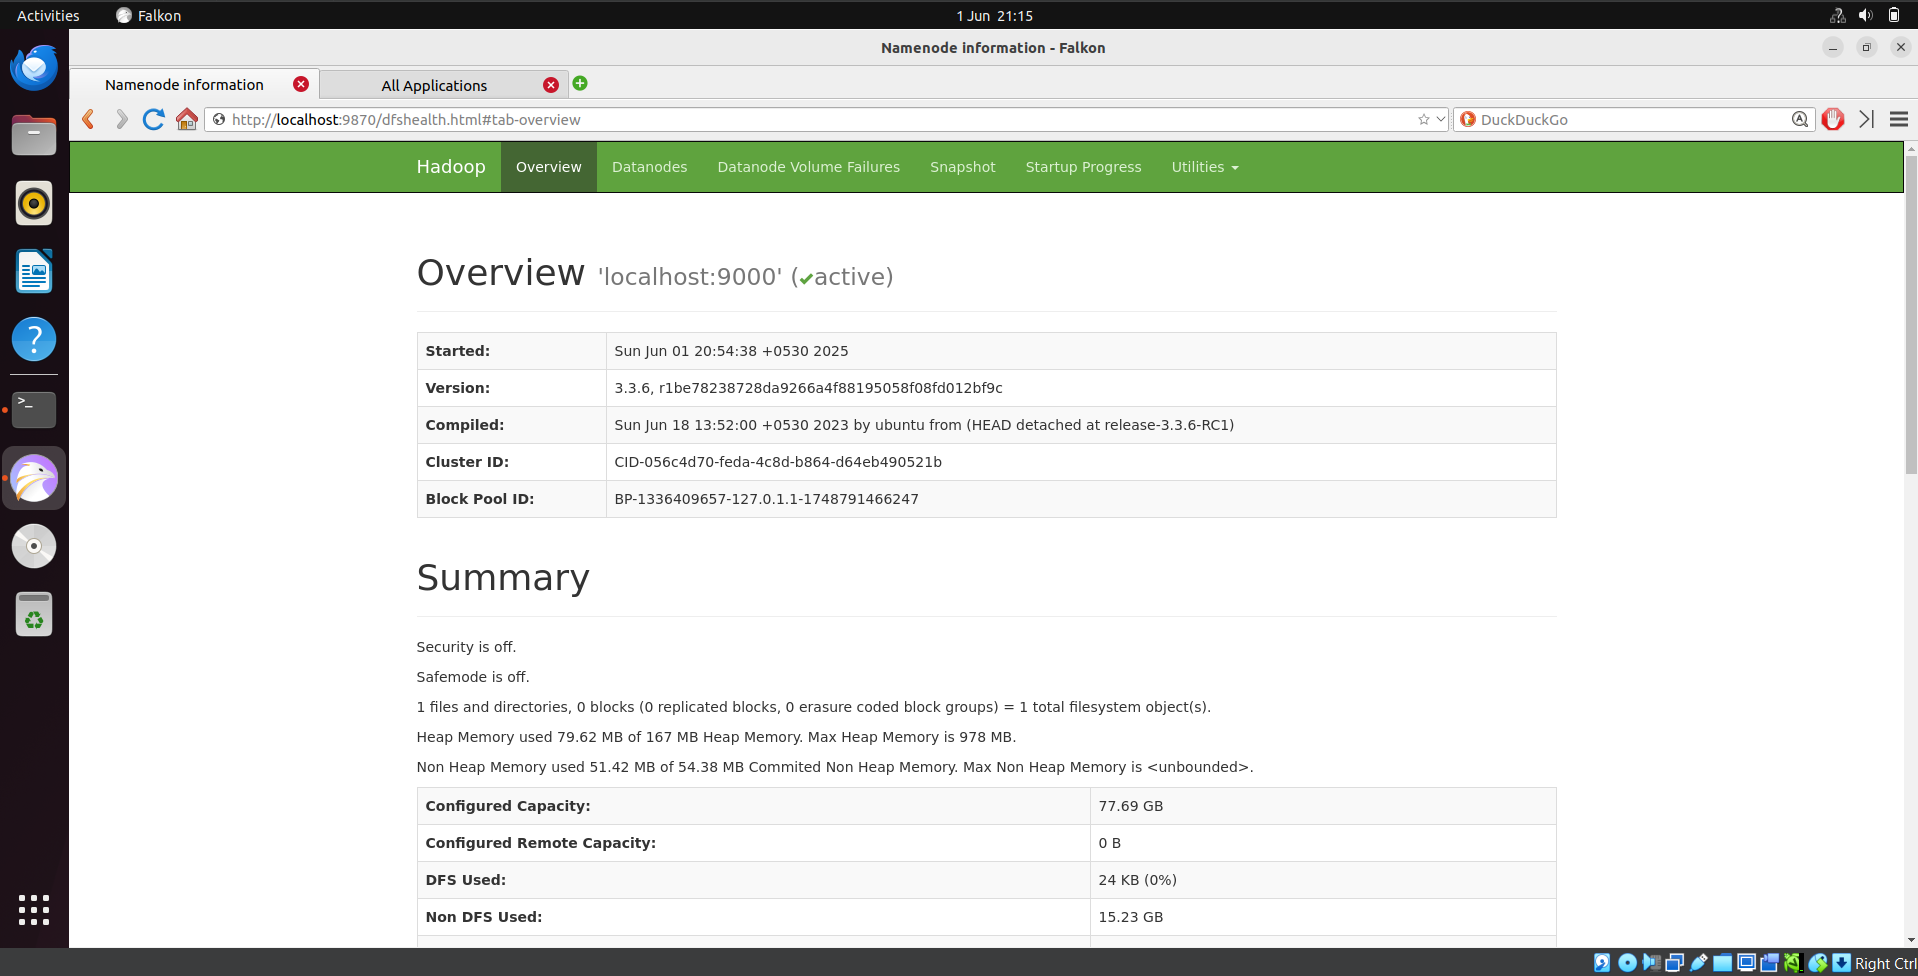 Activities Falkon 1 Jun 21:15
Namenode information - Falkon
Namenode information All Applications
http://localhost:9870/dfshealth.html#tab-overview DuckDuckGo
Hadoop Overview Datanodes Datanode Volume Failures Snapshot Startup Progress Utilities
Overview 'localhost:9000' (✔active)
Started: Sun Jun 01 20:54:38 +0530 2025
Version: 3.3.6, r1be78238728da9266a4f88195058f08fd012bf9c
Compiled: Sun Jun 18 13:52:00 +0530 2023 by ubuntu from (HEAD detached at release-3.3.6-RC1)
Cluster ID: CID-056c4d70-feda-4c8d-b864-d64eb490521b
Block Pool ID: BP-1336409657-127.0.1.1-1748791466247
Summary
Security is off.
Safemode is off.
1 files and directories, 0 blocks (0 replicated blocks, 0 erasure coded block groups) = 1 total filesystem object(s).
Heap Memory used 79.62 MB of 167 MB Heap Memory. Max Heap Memory is 978 MB.
Non Heap Memory used 51.42 MB of 54.38 MB Commited Non Heap Memory. Max Non Heap Memory is <unbounded>.
Configured Capacity: 77.69 GB
Configured Remote Capacity: 0 B
DFS Used: 24 KB (0%)
Non DFS Used: 15.23 GB
Right Ctrl